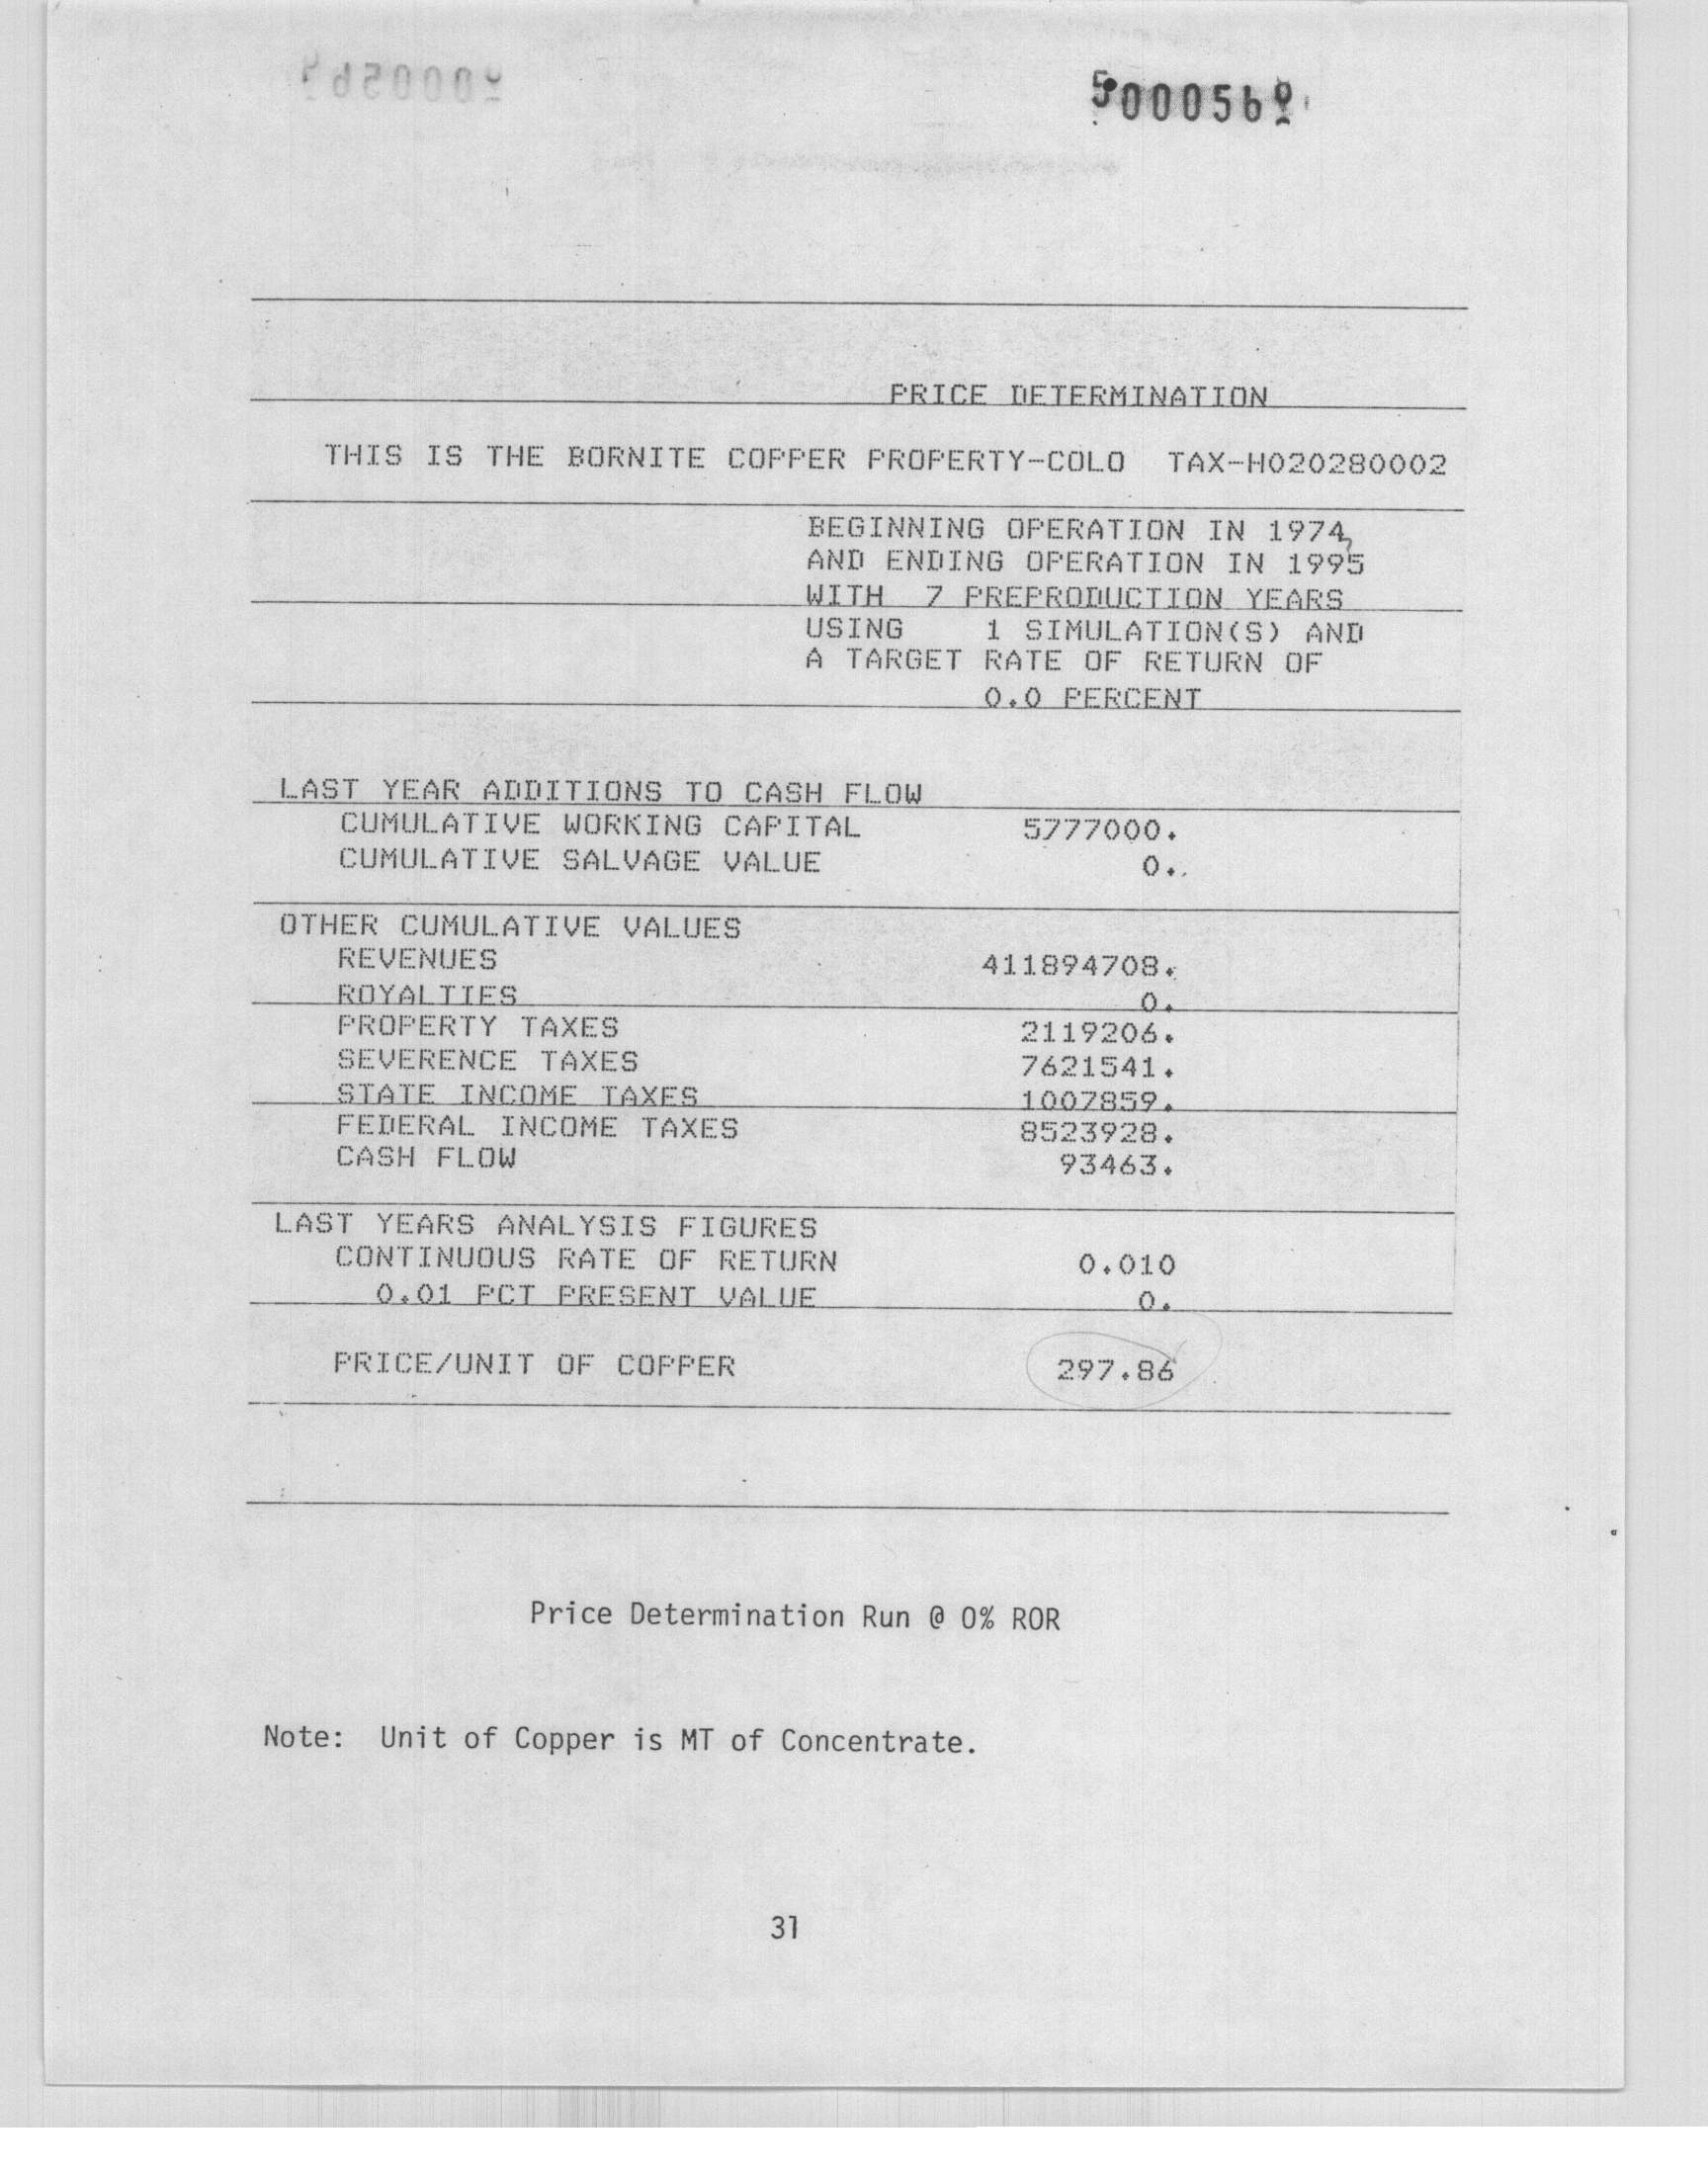 PRICE DETERMINATION
THIS IS THE BORNITE COPPER PROPERTY-COLO TAX-H020280002
BEGINNING OPERATION IN 1974,
AND ENDING OPERATION IN 1995
WITH 7 PREPRODUCTION YEARS
USING 1 SIMULATION(S) AND
A TARGET RATE OF RETURN OF
0.0 PERCENT
LAST YEAR ADDITIONS TO CASH FLOW
CUMULATIVE WORKING CAPITAL 5777000.
CUMULATIVE SALVAGE VALUE 0.
OTHER CUMULATIVE VALUES
REVENUES 411894708.
ROYALTIES 0.
PROPERTY TAXES 2119206.
SEVERENCE TAXES 7621541.
STATE INCOME TAXES 1007859.
FEDERAL INCOME TAXES 8523928.
CASH FLOW 93463.
LAST YEARS ANALYSIS FIGURES
CONTINUOUS RATE OF RETURN 0.010
0.01 PCT PRESENT VALUE 0.
PRICE/UNIT OF COPPER 297.86
Price Determination Run @ 0% ROR
Note: Unit of Copper is MT of Concentrate.
31